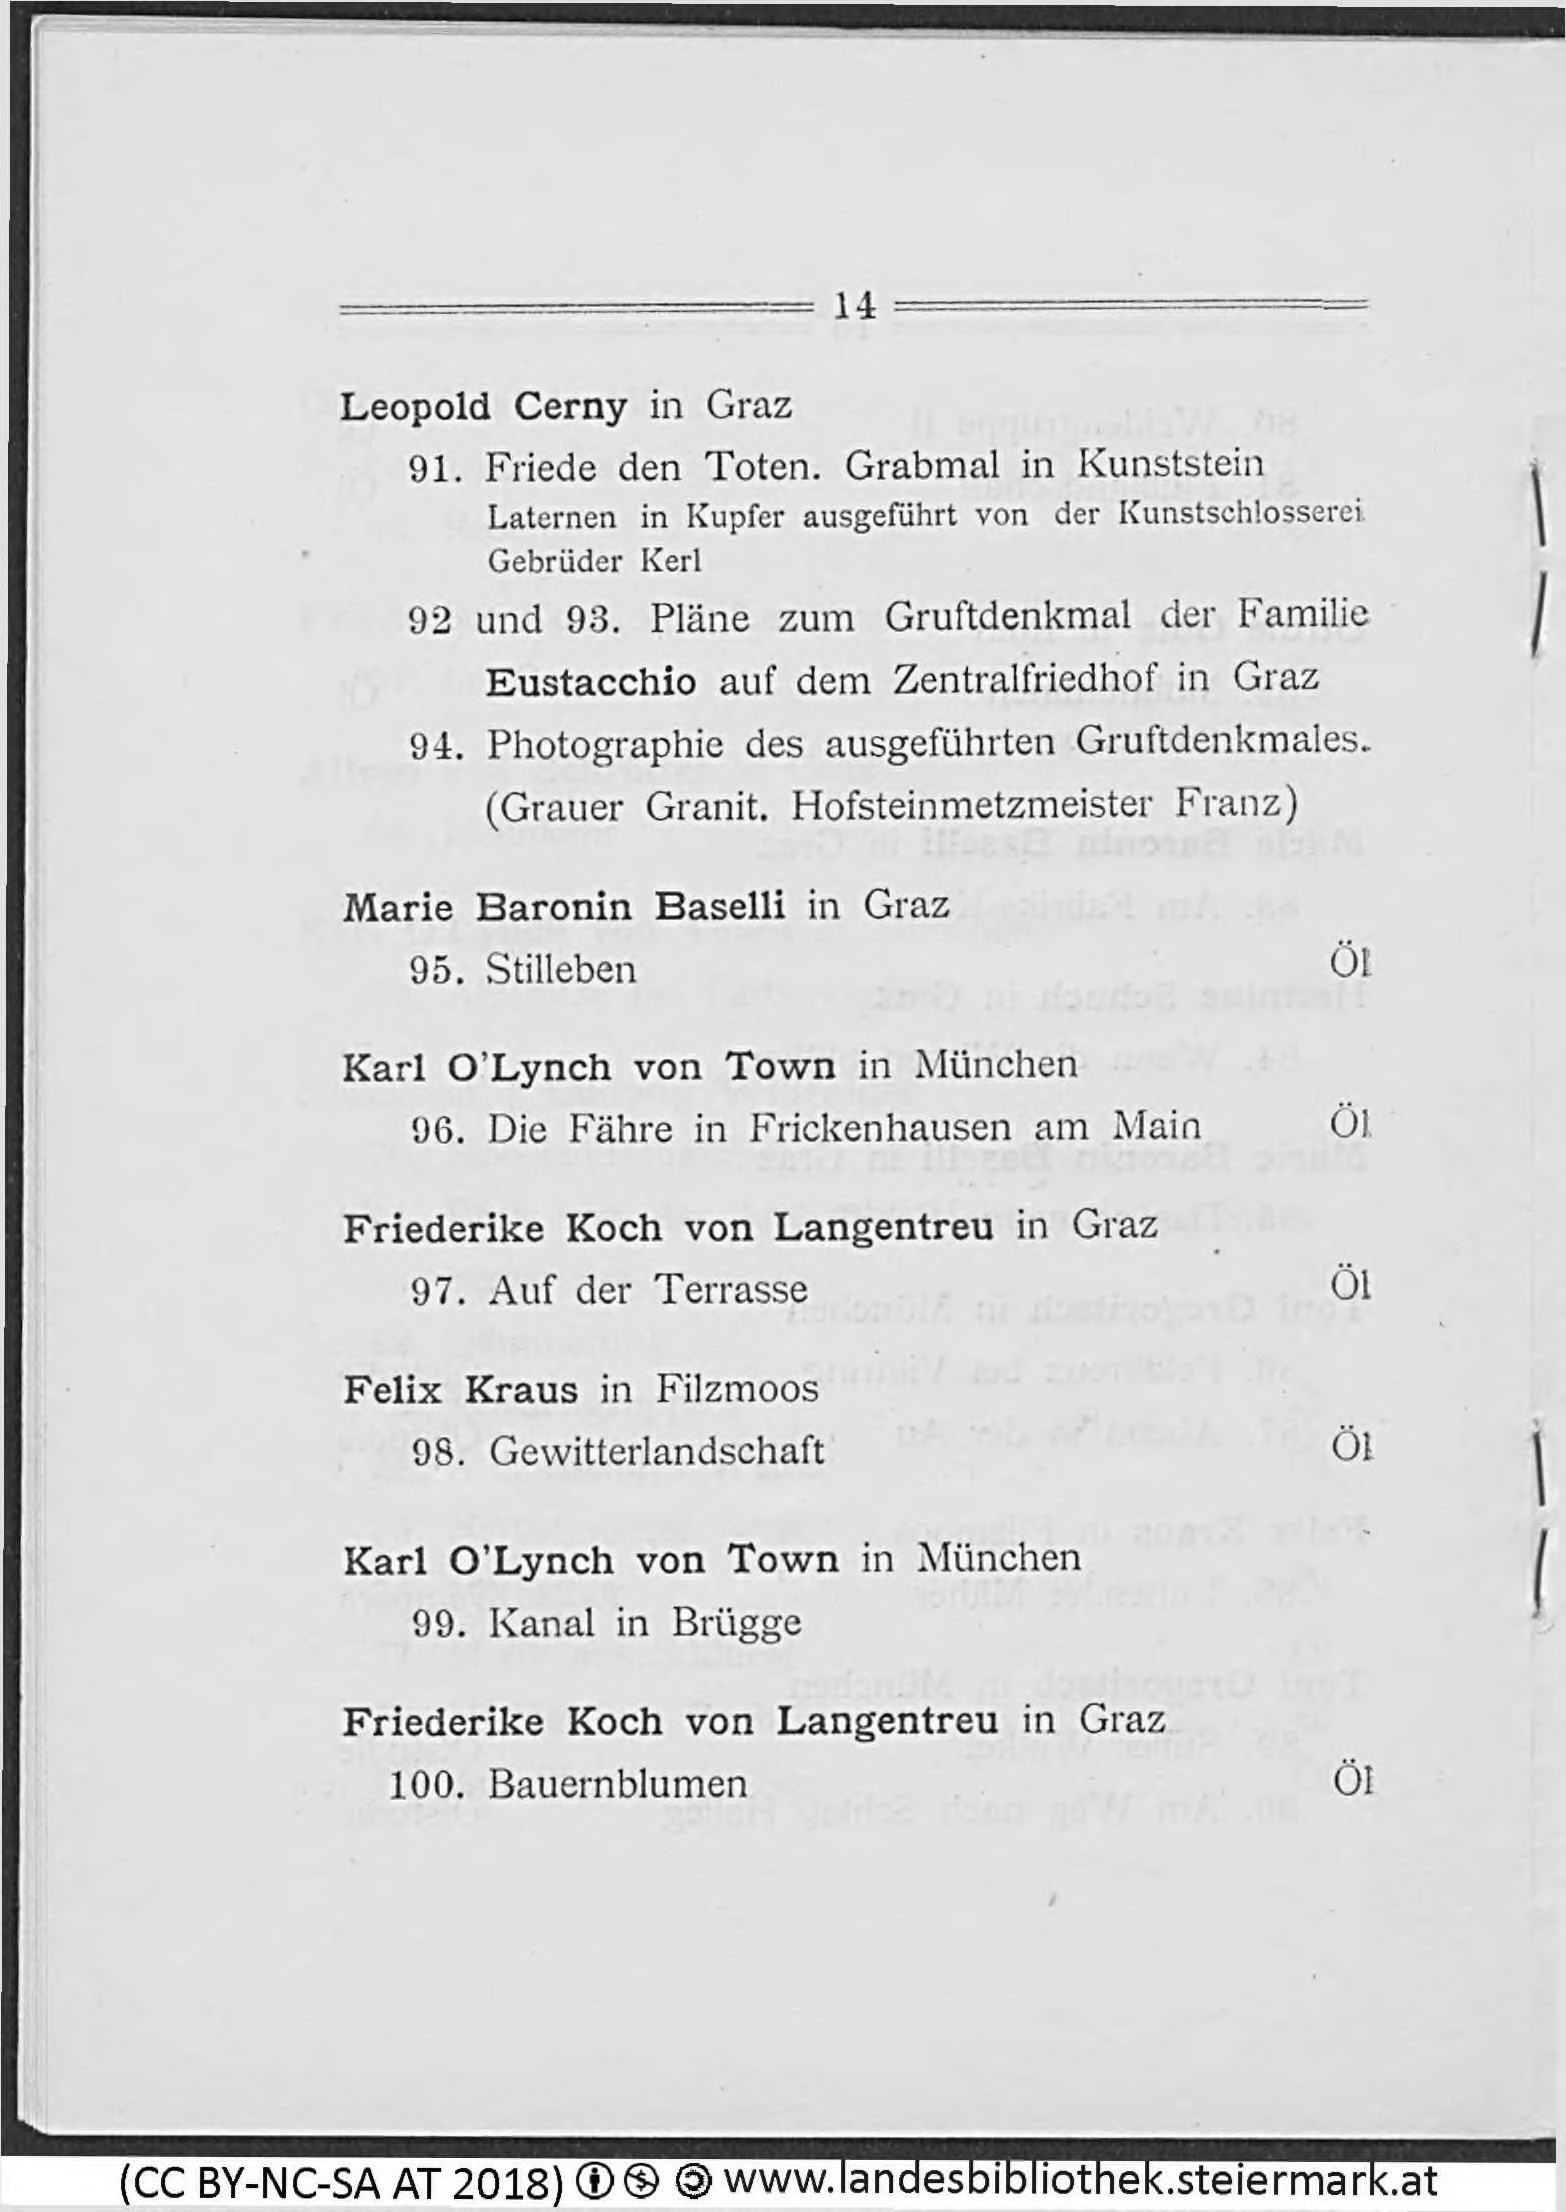 14
Leopold Cerny in Graz
91. Friede den Toten. Grabmal in Kunststein
Laternen in Kupfer ausgeführt von der Kunstschlosserei
Gebrüder Kerl
92 und 93. Pläne zum Gruftdenkmal der Familie
Eustacchio auf dem Zentralfriedhof in Graz
94. Photographie des ausgeführten Gruftdenkmales.
(Grauer Granit. Hofsteinmetzmeister Franz)
Marie Baronin Baselli in Graz
95. Stilleben Öl
Karl O'Lynch von Town in München
96. Die Fähre in Frickenhausen am Main Öl
Friederike Koch von Langentreu in Graz
97. Auf der Terrasse Öl
Felix Kraus in Filzmoos
98. Gewitterlandschaft Öl
Karl O'Lynch von Town in München
99. Kanal in Brügge
Friederike Koch von Langentreu in Graz
100. Bauernblumen Öl
(CC BY-NC-SA AT 2018) www.landesbibliothek.steiermark.at